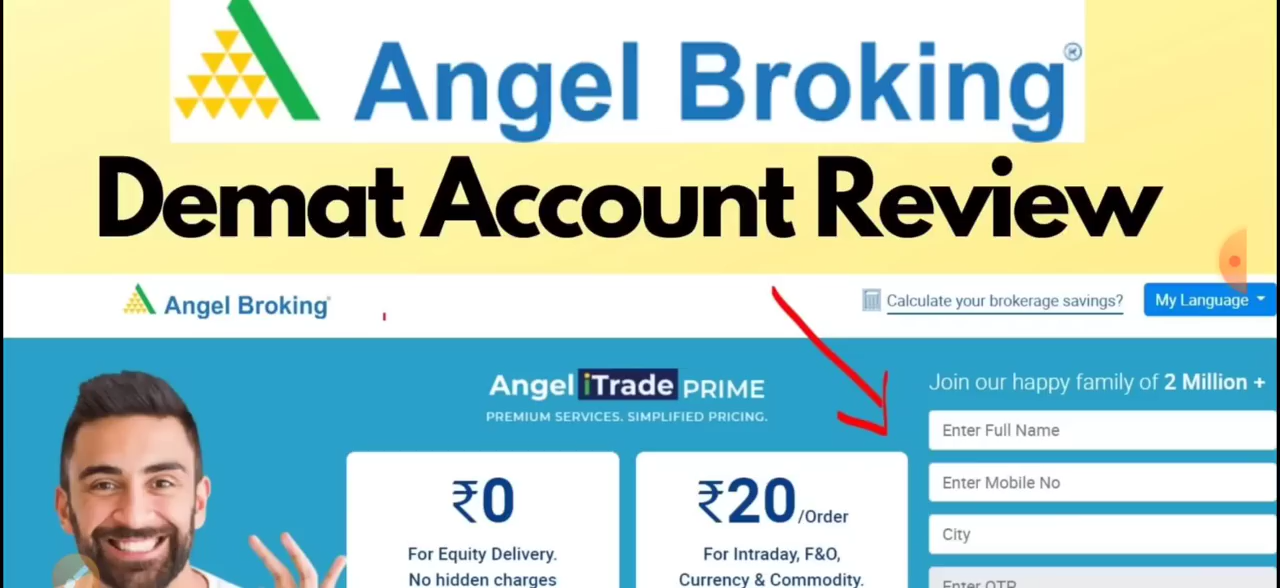 Angel Broking®
Demat Account Review
Angel Broking
Calculate your brokerage savings?
My Language
Angel iTrade PRIME
PREMIUM SERVICES. SIMPLIFIED PRICING.
Join our happy family of 2 Million +
Enter Full Name
Enter Mobile No
City
Enter OTP
₹0
For Equity Delivery.
No hidden charges
₹20/Order
For Intraday, F&O,
Currency & Commodity.